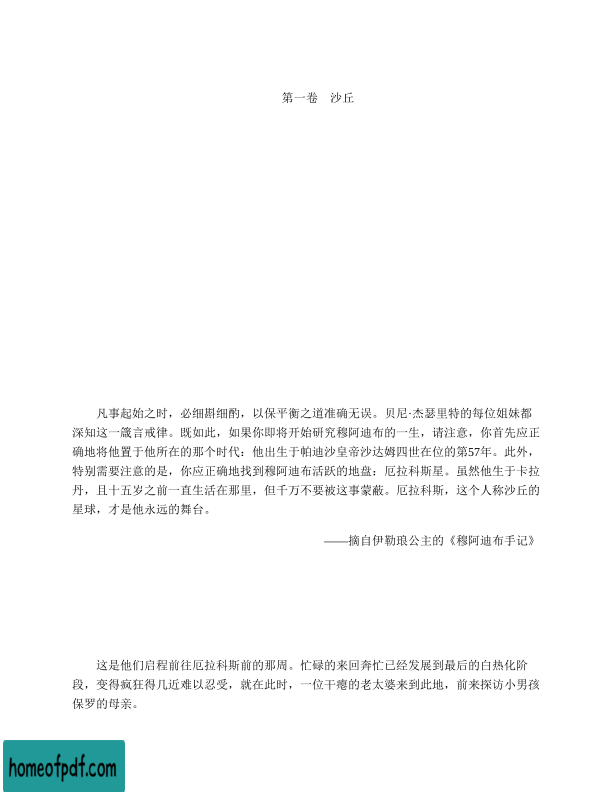 第一卷　沙丘
凡事起始之时，必细斟细酌，以保平衡之道准确无误。贝尼·杰瑟里特的每位姐妹都
深知这一箴言戒律。既如此，如果你即将开始研究穆阿迪布的一生，请注意，你首先应正
确地将他置于他所在的那个时代：他出生于帕迪沙皇帝沙达姆四世在位的第57年。此外，
特别需要注意的是，你应正确地找到穆阿迪布活跃的地盘：厄拉科斯星。虽然他生于卡拉
丹，且十五岁之前一直生活在那里，但千万不要被这事蒙蔽。厄拉科斯，这个人称沙丘的
星球，才是他永远的舞台。
——摘自伊勒琅公主的《穆阿迪布手记》
这是他们启程前往厄拉科斯前的那周。忙碌的来回奔忙已经发展到最后的白热化阶
段，变得疯狂得几近难以忍受，就在此时，一位干瘪的老太婆来到此地，前来探访小男孩
保罗的母亲。
homeofpdf.com